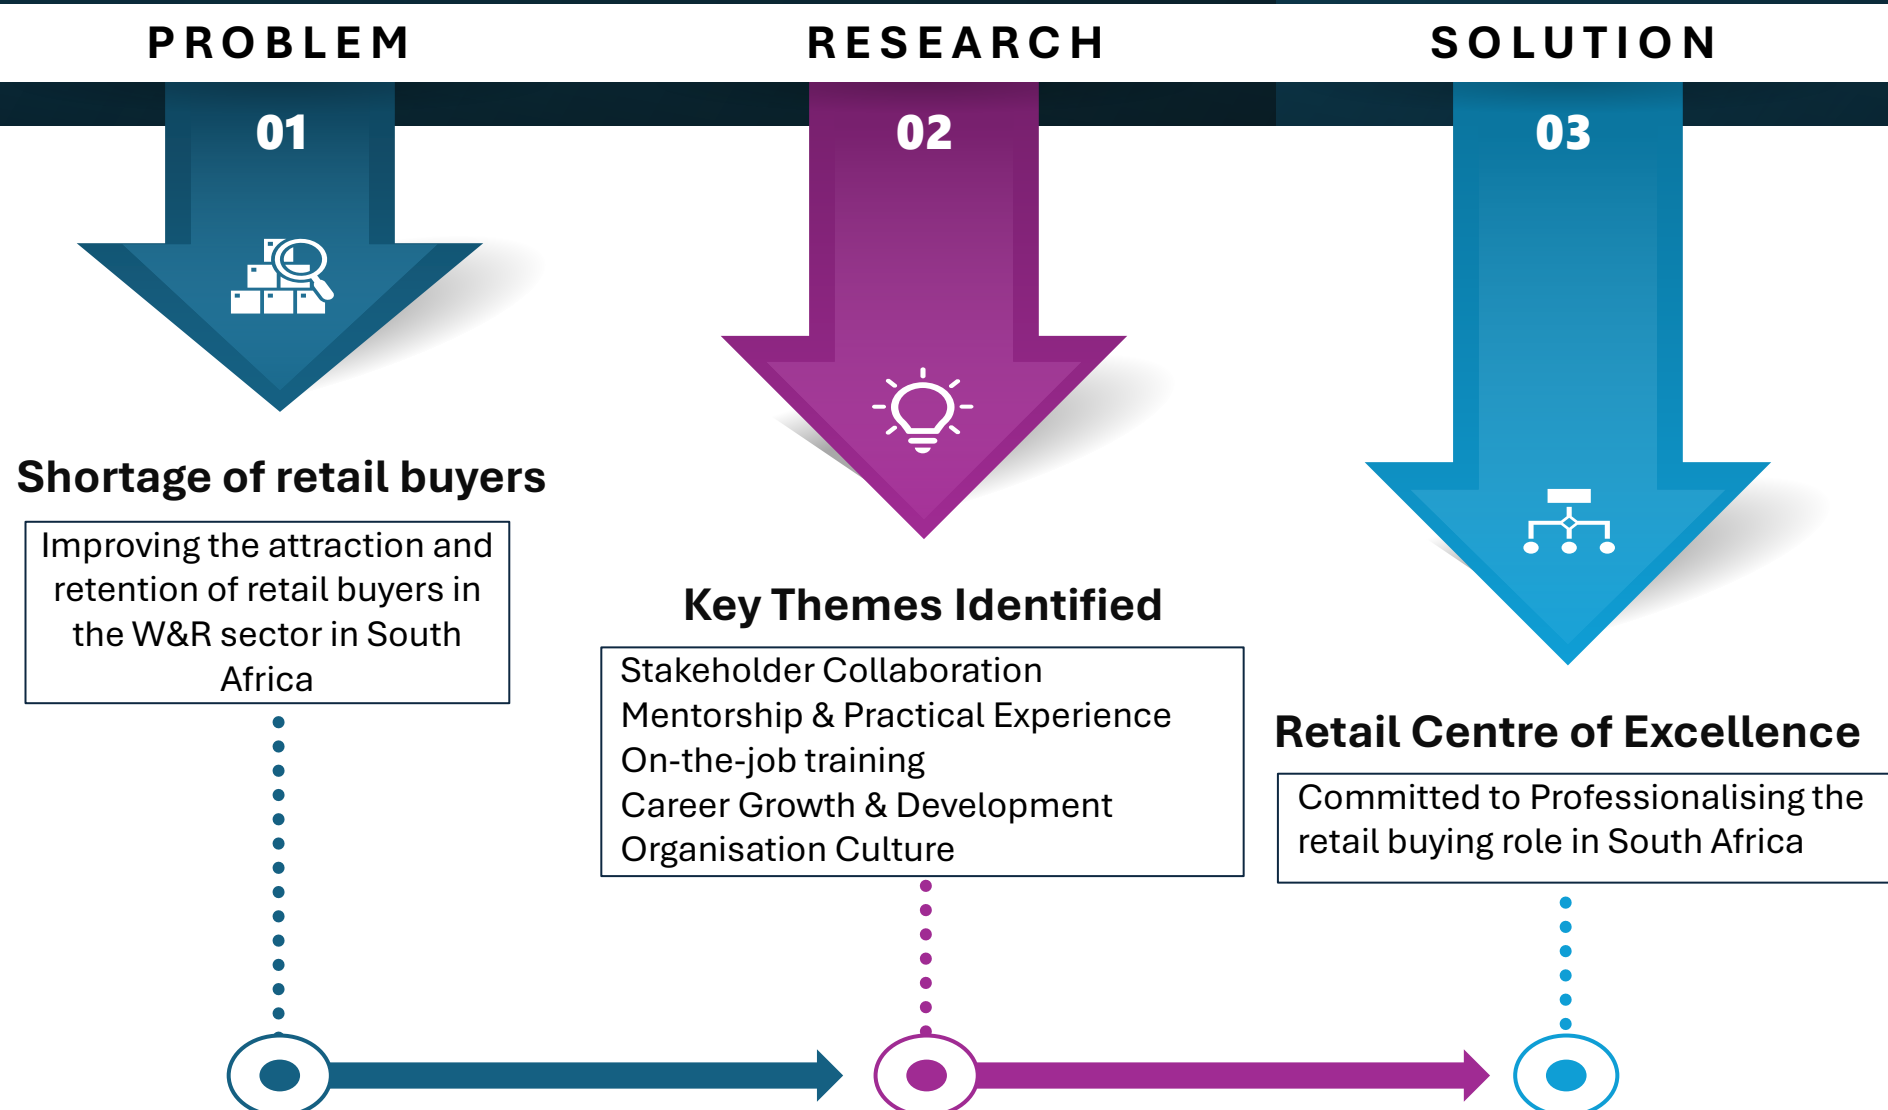 PROBLEM
RESEARCH
SOLUTION
01
02
03
Shortage of retail buyers
Improving the attraction and
retention of retail buyers in
the W&R sector in South
Africa
Key Themes Identified
Stakeholder Collaboration
Mentorship & Practical Experience
On-the-job training
Career Growth & Development
Organisation Culture
Retail Centre of Excellence
Committed to Professionalising the
retail buying role in South Africa